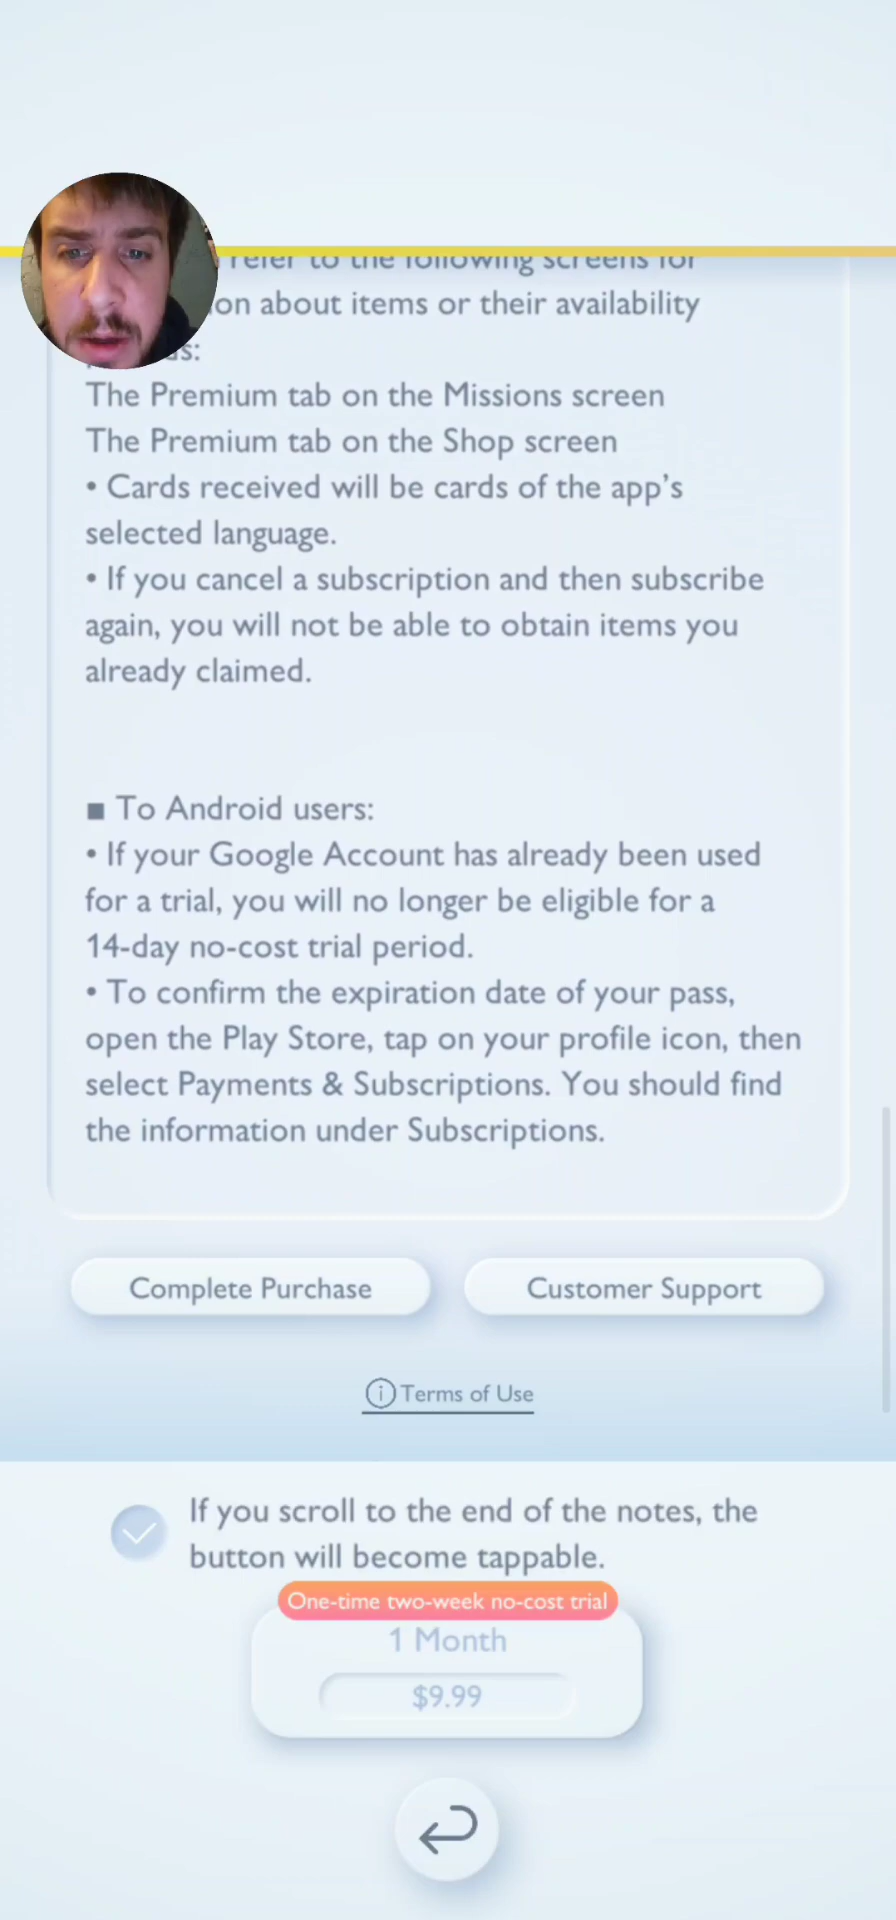 refer to the following screens for
on about items or their availability
s:
The Premium tab on the Missions screen
The Premium tab on the Shop screen
• Cards received will be cards of the app's
selected language.
• If you cancel a subscription and then subscribe
again, you will not be able to obtain items you
already claimed.
■ To Android users:
• If your Google Account has already been used
for a trial, you will no longer be eligible for a
14-day no-cost trial period.
• To confirm the expiration date of your pass,
open the Play Store, tap on your profile icon, then
select Payments & Subscriptions. You should find
the information under Subscriptions.
Complete Purchase
Customer Support
Terms of Use
If you scroll to the end of the notes, the
button will become tappable.
One-time two-week no-cost trial
1 Month
$9.99